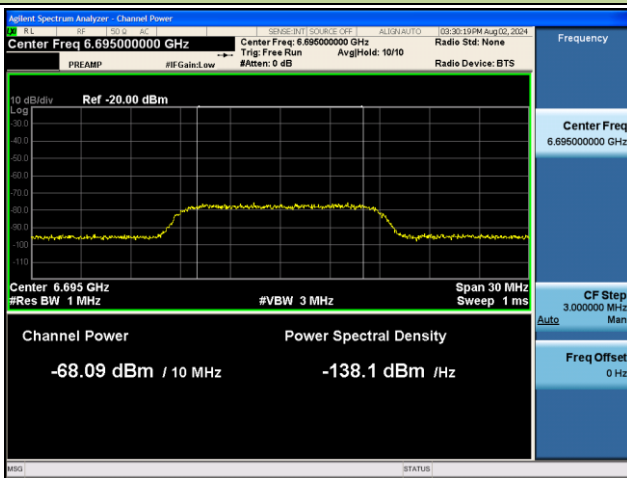 Agilent Spectrum Analyzer - Channel Power
RL RF 50 Ω AC SENSE:INT SOURCE OFF ALIGNAUTO 03:30:19PM Aug 02, 2024
Center Freq 6.695000000 GHz
Center Freq: 6.695000000 GHz
Radio Std: None
Trig: Free Run Avg|Hold: 10/10
PREAMP #IFGain:Low #Atten: 0 dB Radio Device: BTS
Frequency
10 dB/div Ref -20.00 dBm
Log
-30.0
-40.0
-50.0
-60.0
-70.0
-80.0
-90.0
-100
-110
Center 6.695 GHz Span 30 MHz
#Res BW 1 MHz #VBW 3 MHz Sweep 1 ms
Channel Power Power Spectral Density
-68.09 dBm / 10 MHz -138.1 dBm /Hz
Center Freq
6.695000000 GHz
CF Step
3.000000 MHz
Auto Man
Freq Offset
0 Hz
MSG STATUS